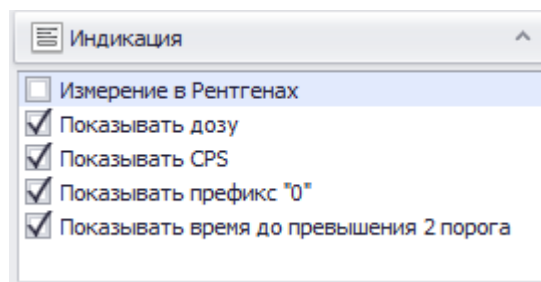 Индикация
Измерение в Рентгенах
Показывать дозу
Показывать CPS
Показывать префикс "0"
Показывать время до превышения 2 порога